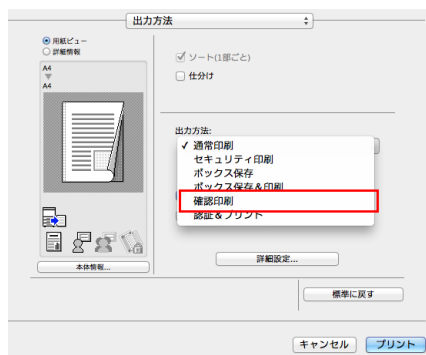 出力方法
用紙ビュー
詳細情報
A4
A4
ソート(1部ごと)
仕分け
出力方法:
✓ 通常印刷
セキュリティ印刷
ボックス保存
ボックス保存&印刷
確認印刷
認証&プリント
本体情報...
詳細設定...
標準に戻す
キャンセル
プリント